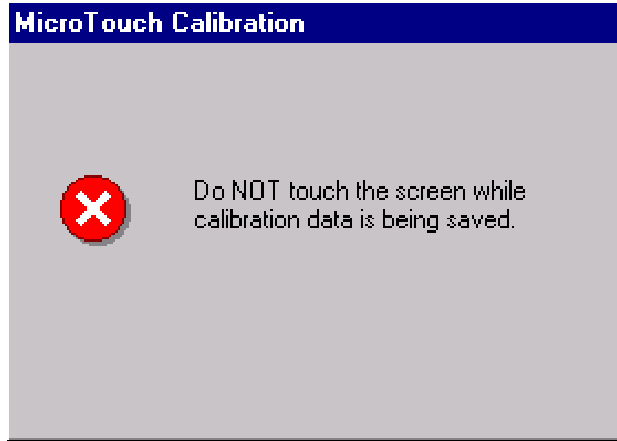 MicroTouch Calibration
Do NOT touch the screen while
calibration data is being saved.